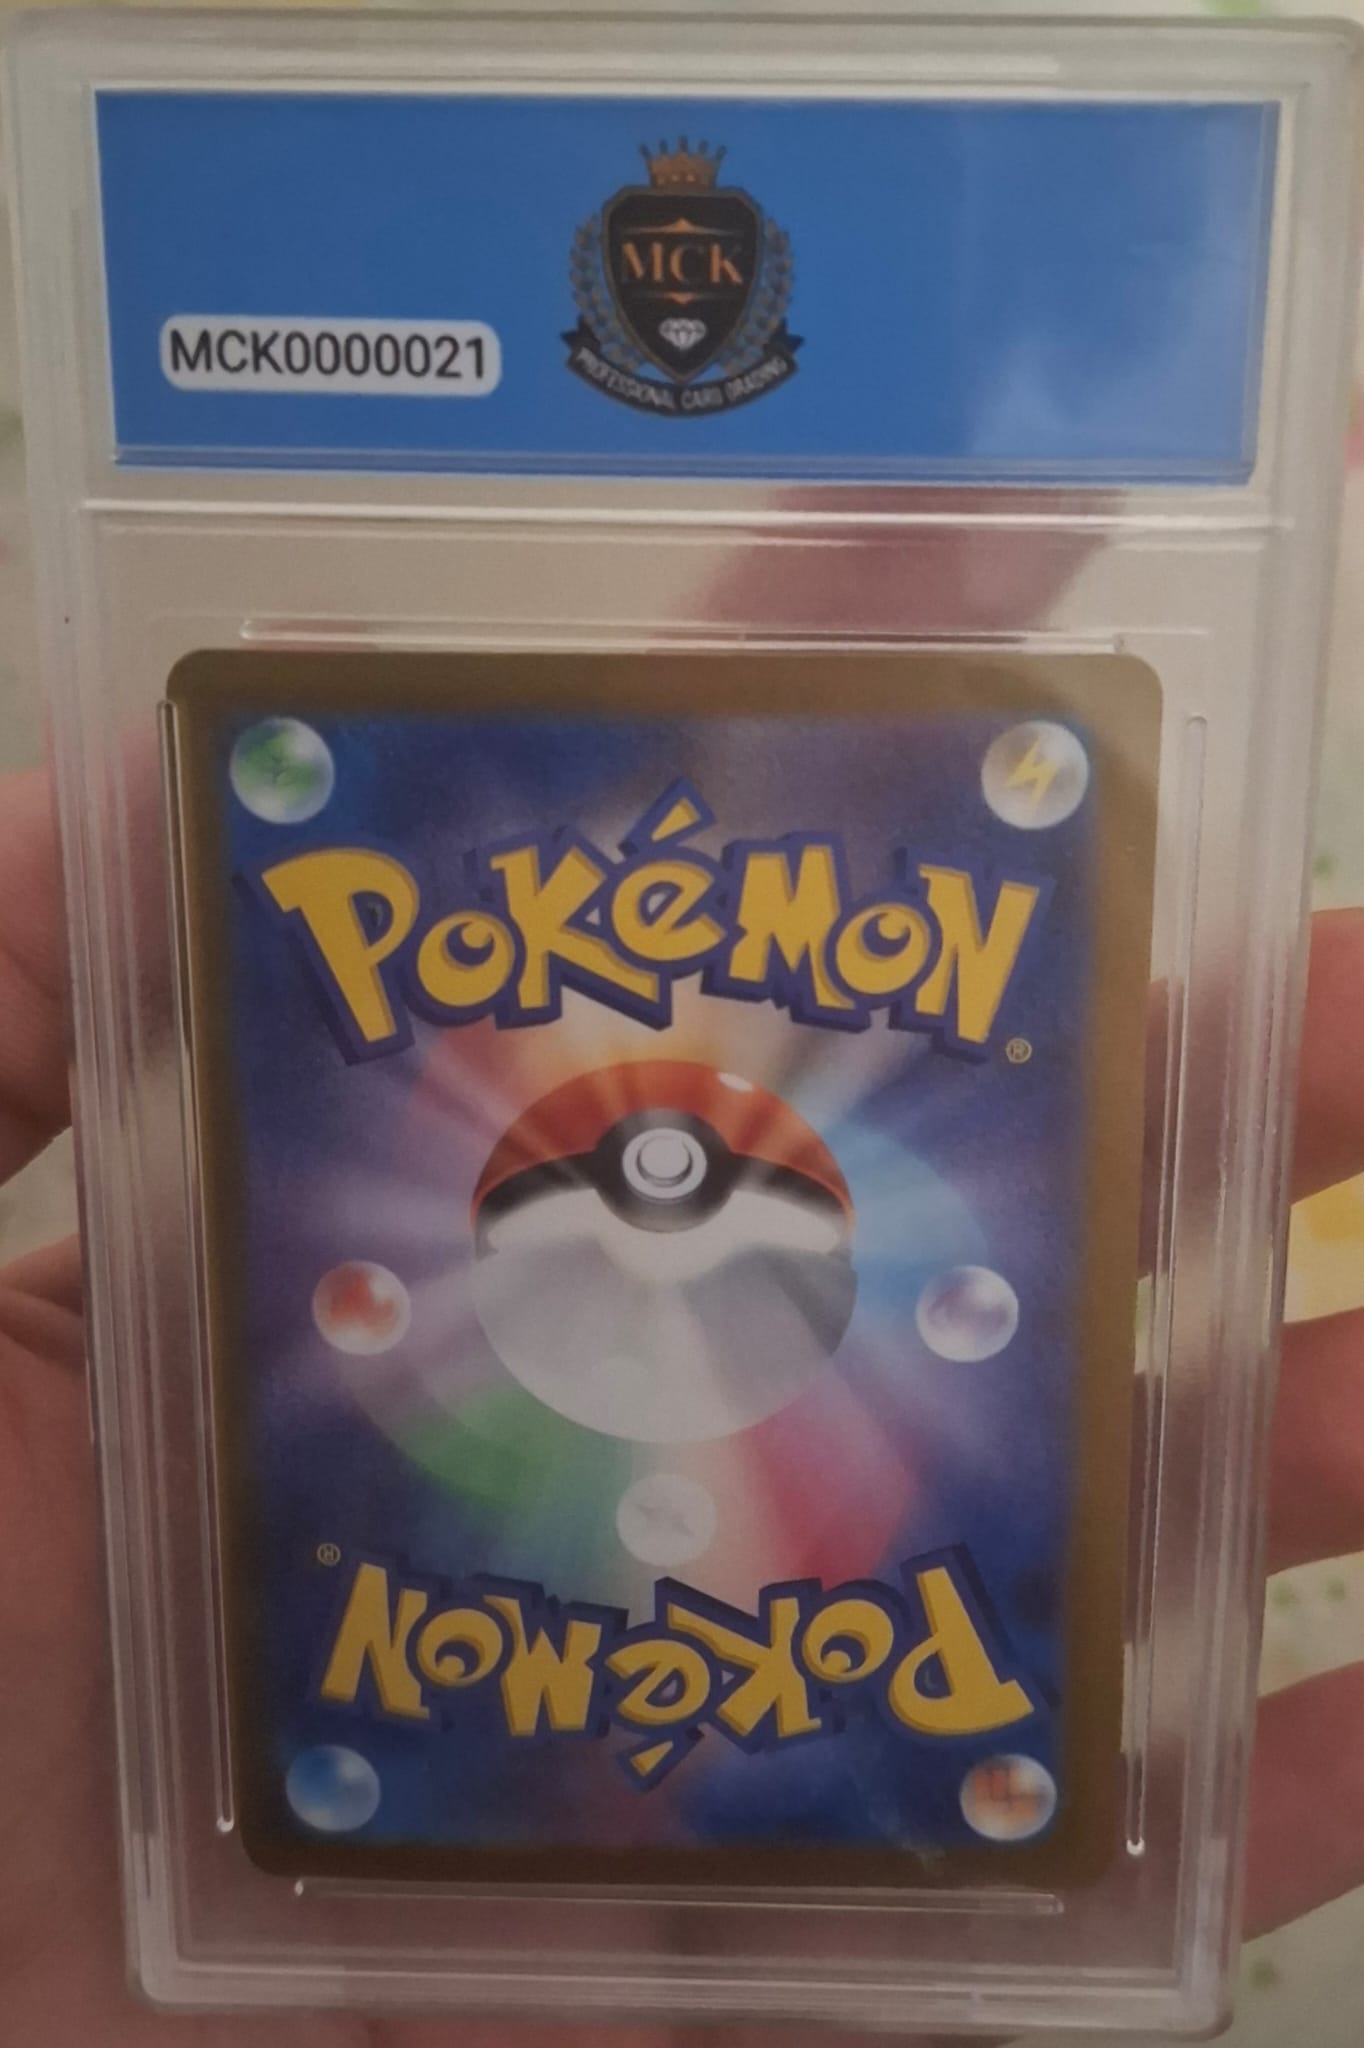 MCK
PROFESSIONAL CARD GRADING
MCK0000021
POKéMON
®
®
POKéMON